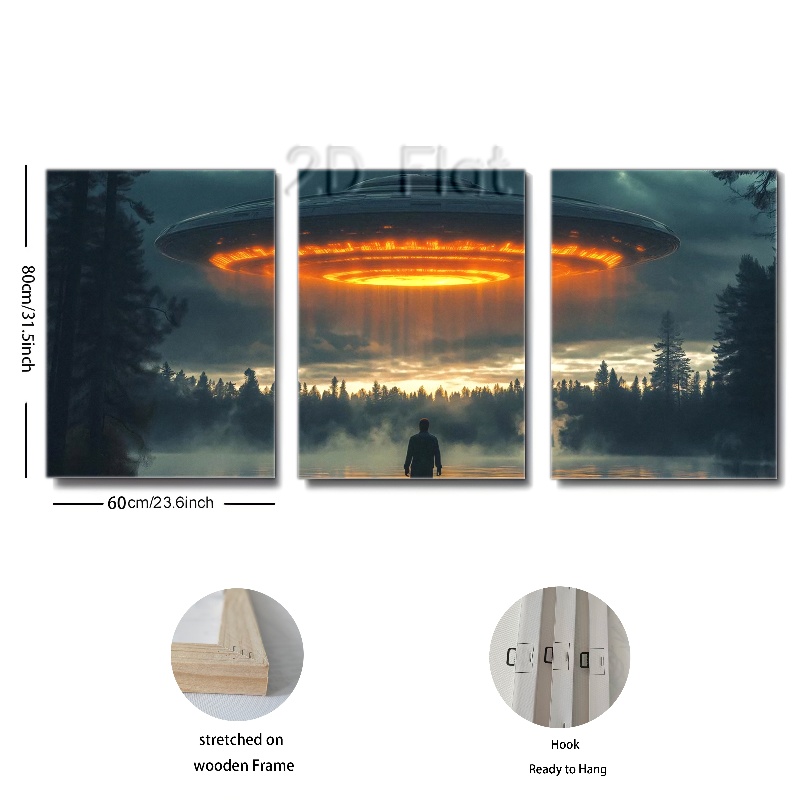 2D Flat
80cm/31.5inch
60cm/23.6inch
stretched on
wooden Frame
Hook
Ready to Hang